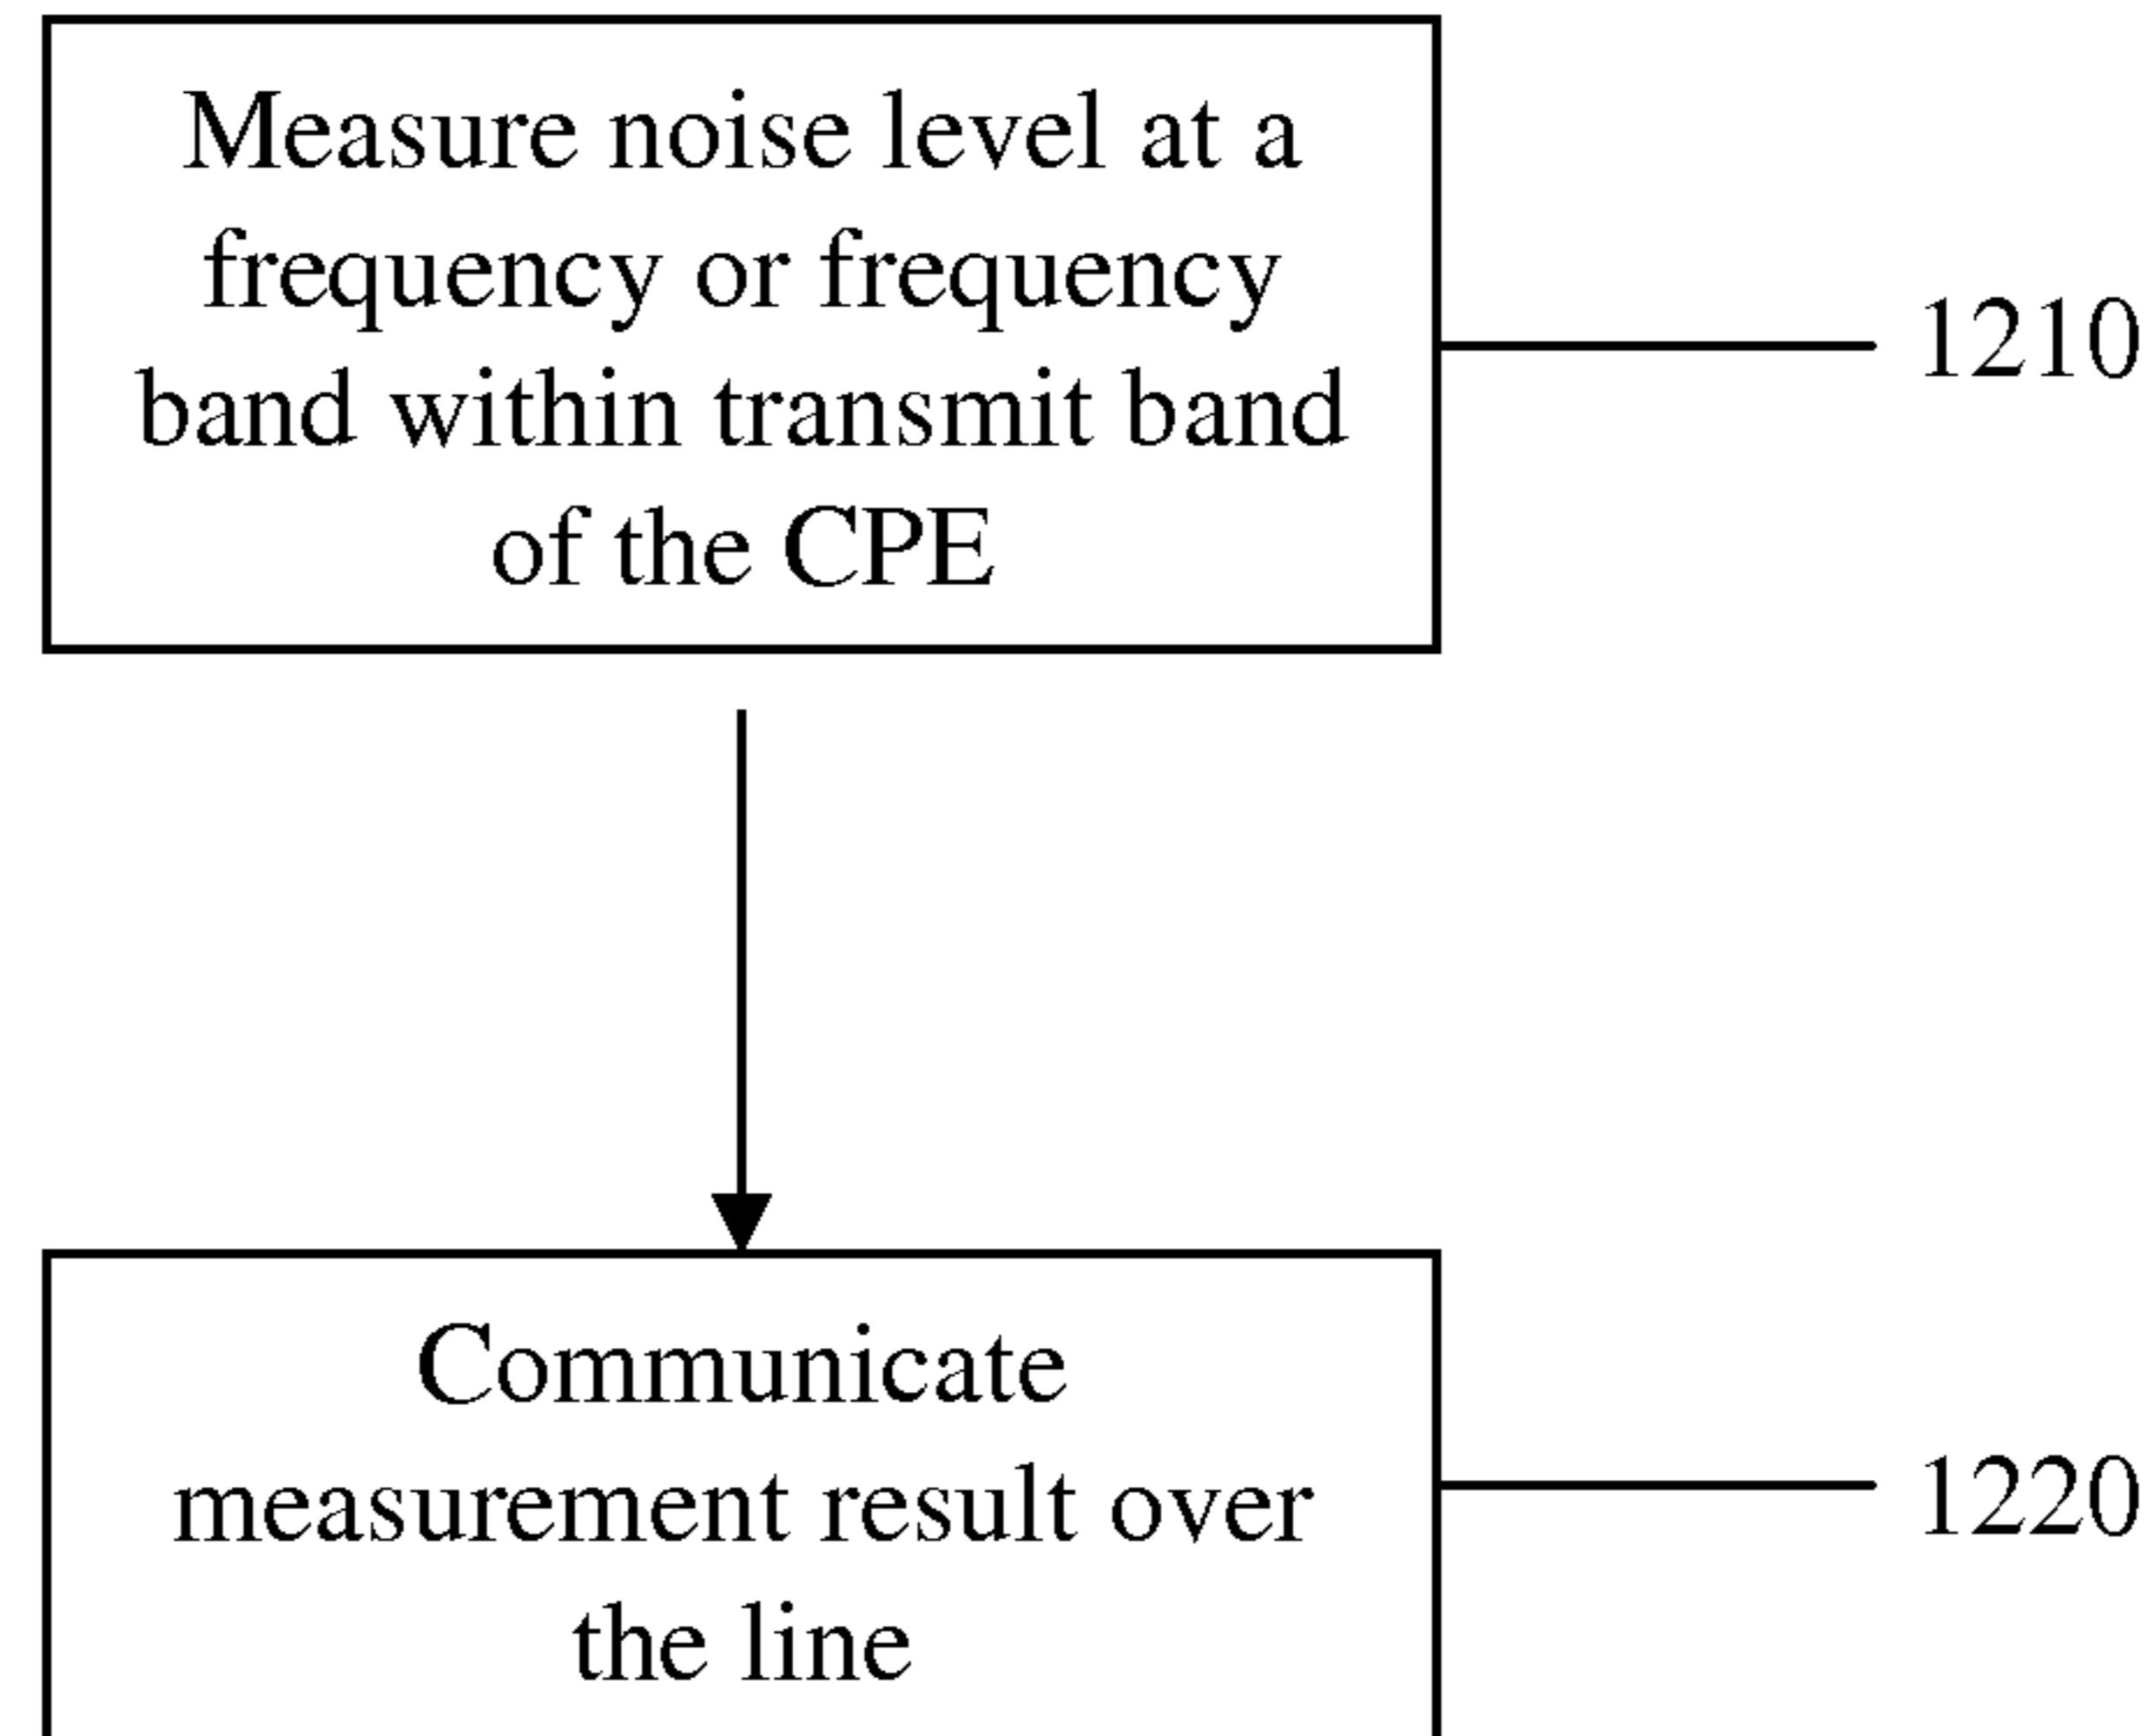 Measure noise level at a
frequency or frequency
band within transmit band
of the CPE
1210
Communicate
measurement result over
the line
1220